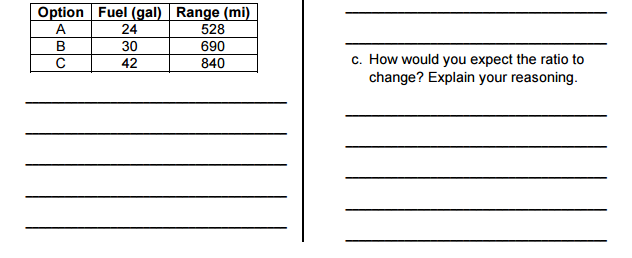 Option Fuel (gal) Range (mi)
A 24 528
B 30 690
C 42 840
c. How would you expect the ratio to
change? Explain your reasoning.